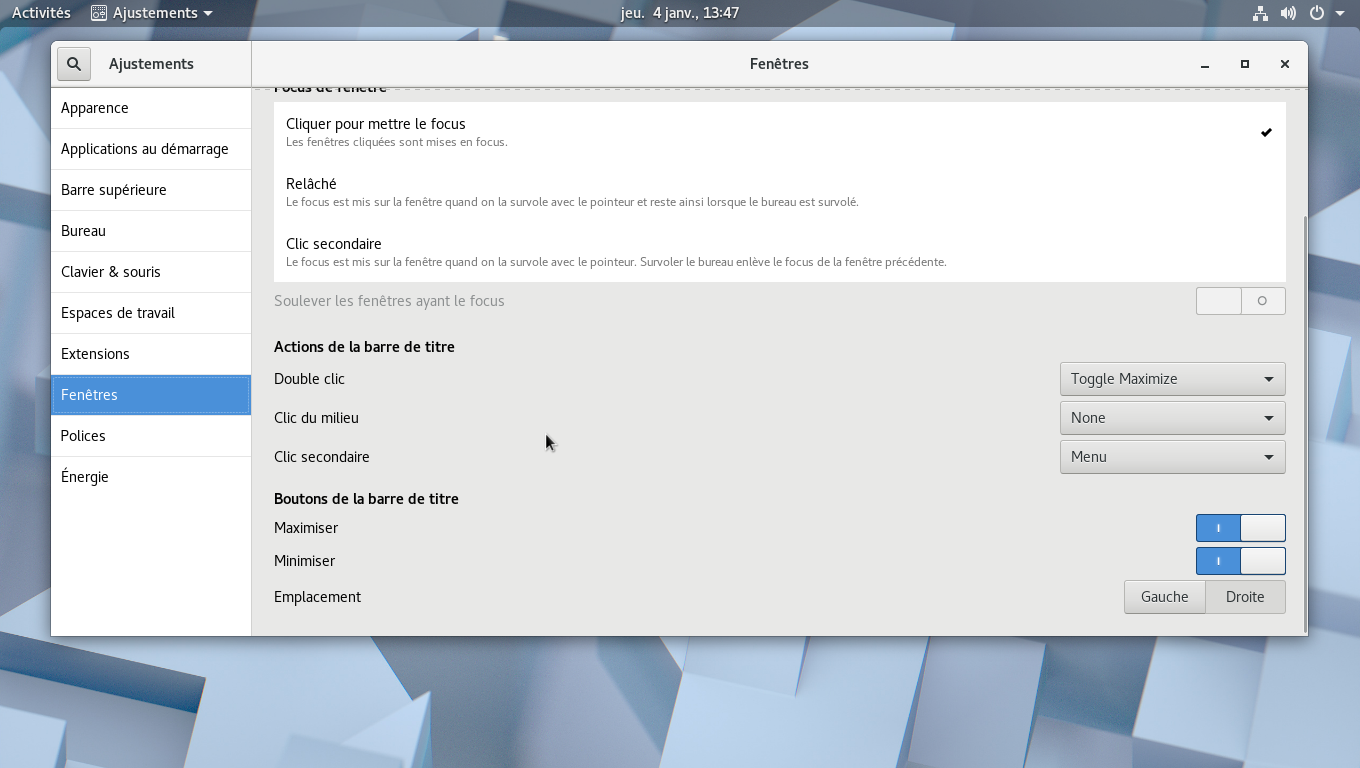 Activités
Ajustements
jeu. 4 janv., 13:47
Ajustements
Fenêtres
Apparence
Applications au démarrage
Barre supérieure
Bureau
Clavier & souris
Espaces de travail
Extensions
Fenêtres
Polices
Énergie
Focus de fenêtre
Cliquer pour mettre le focus
Les fenêtres cliquées sont mises en focus.
Relâché
Le focus est mis sur la fenêtre quand on la survole avec le pointeur et reste ainsi lorsque le bureau est survolé.
Clic secondaire
Le focus est mis sur la fenêtre quand on la survole avec le pointeur. Survoler le bureau enlève le focus de la fenêtre précédente.
Soulever les fenêtres ayant le focus
Actions de la barre de titre
Double clic
Toggle Maximize
Clic du milieu
None
Clic secondaire
Menu
Boutons de la barre de titre
Maximiser
Minimiser
Emplacement
Gauche
Droite